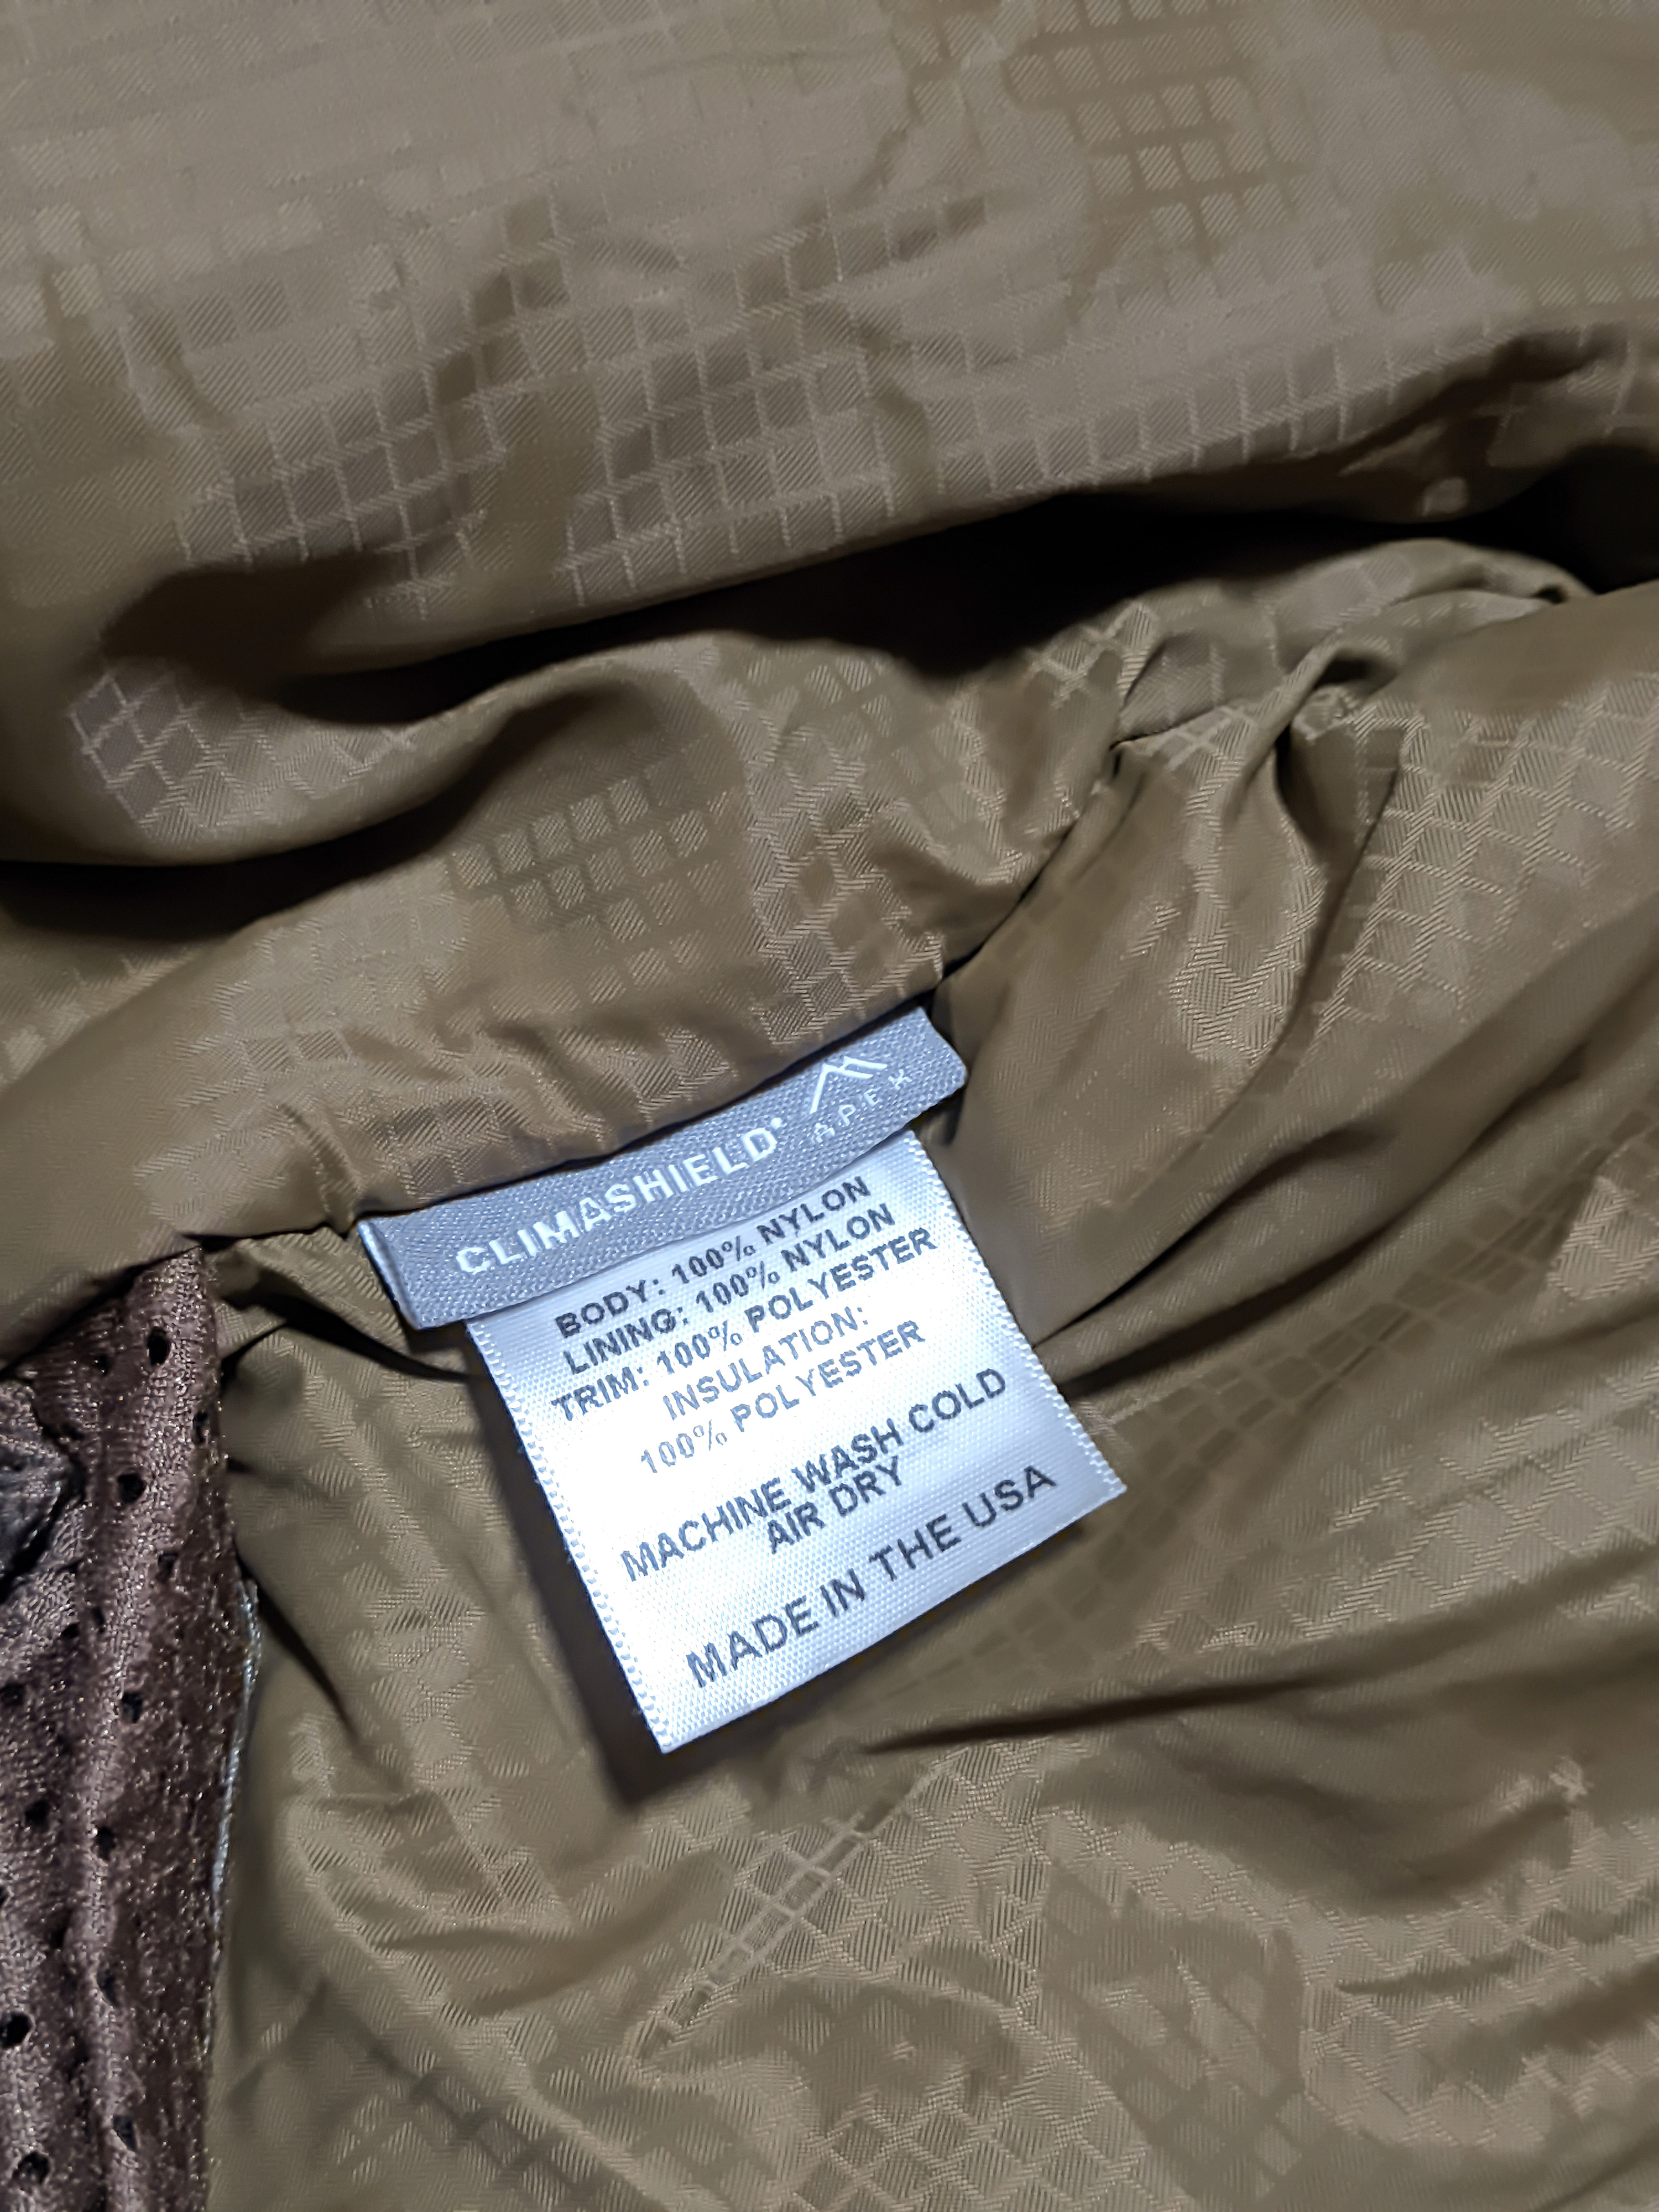 CLIMASHIELD® APEX
BODY: 100% NYLON
LINING: 100% NYLON
TRIM: 100% POLYESTER
INSULATION:
100% POLYESTER
MACHINE WASH COLD
AIR DRY
MADE IN THE USA